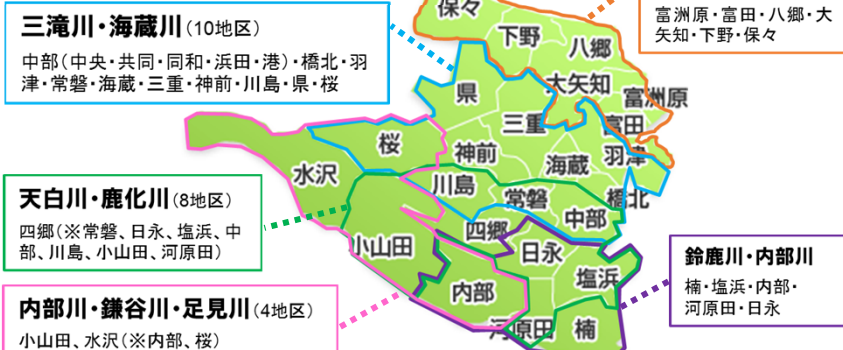 三滝川・海蔵川(10地区)
中部(中央・共同・同和・浜田・港)・橋北・羽
津・常磐・海蔵・三重・神前・川島・県・桜
富洲原・富田・八郷・大
矢知・下野・保々
保々
下野
八郷
大矢知
県
富洲原
三重
富田
桜
神前
海蔵
羽津
水沢
川島
常磐
橋北
中部
天白川・鹿化川(8地区)
四郷(※常磐、日永、塩浜、中
部、川島、小山田、河原田)
四郷
小山田
日永
塩浜
内部
河原田
楠
鈴鹿川・内部川
楠・塩浜・内部・
河原田・日永
内部川・鎌谷川・足見川(4地区)
小山田、水沢(※内部、桜)